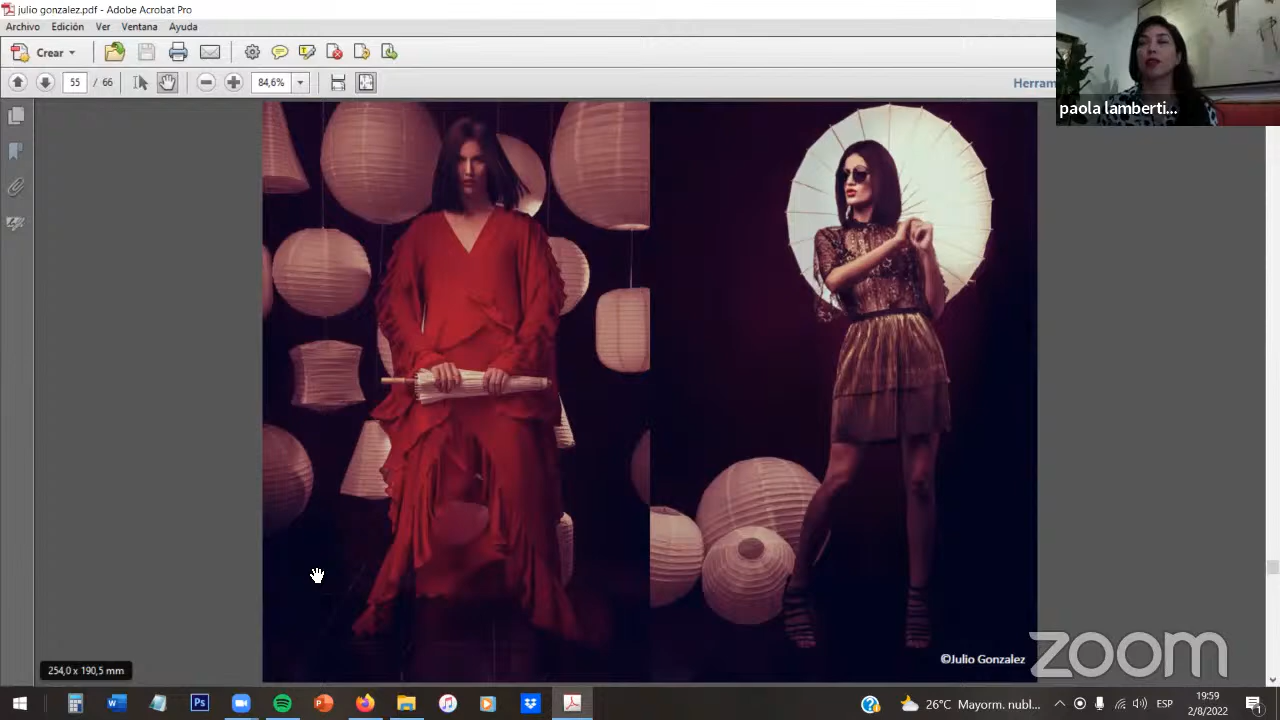 julio gonzalez.pdf - Adobe Acrobat Pro
Archivo Edición Ver Ventana Ayuda
Crear
55 / 66 84,6% Herram
paola lamberti...
©Julio Gonzalez
zoom
254,0 x 190,5 mm
26°C Mayorm. nubl... ESP 19:59
2/8/2022